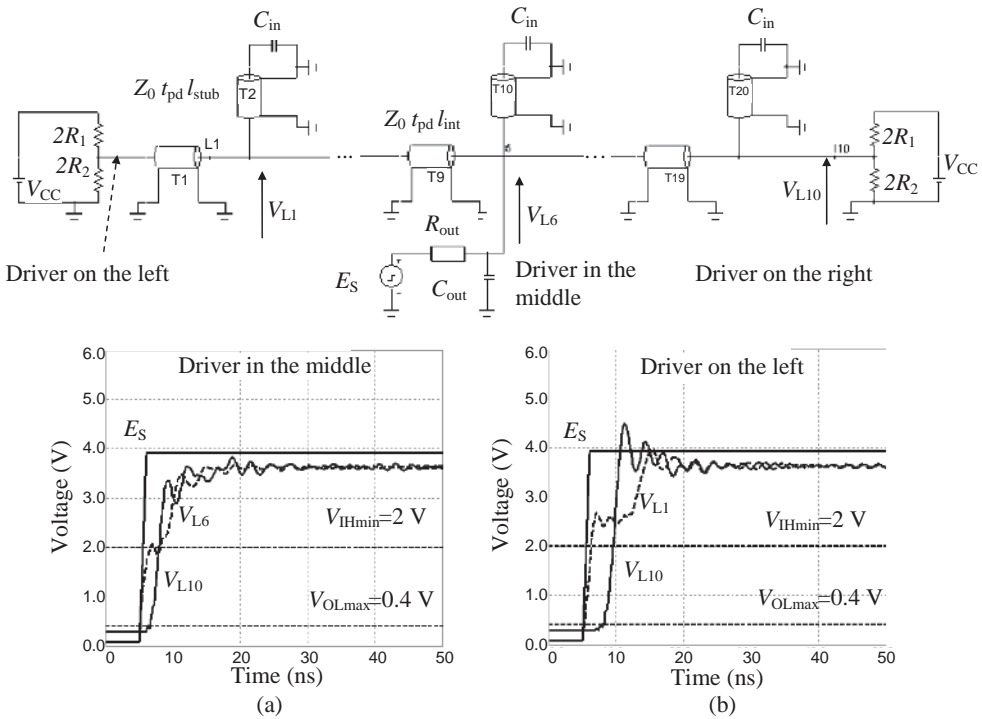 C_in
C_in
C_in
Z_0 t_pd l_stub
T2
T10
T20
Z_0 t_pd l_int
2R_1
2R_2
V_CC
L1
T1
...
T9
...
T19
I10
2R_1
2R_2
V_CC
V_L1
V_L6
V_L10
R_out
E_S
C_out
Driver on the left
Driver in the
middle
Driver on the right
Driver in the middle
6.0
5.0
4.0
3.0
2.0
1.0
0.0
Voltage (V)
E_S
V_L6
V_L10
V_IHmin=2 V
V_OLmax=0.4 V
0 10 20 30 40 50
Time (ns)
(a)
Driver on the left
6.0
5.0
4.0
3.0
2.0
1.0
0.0
Voltage (V)
E_S
V_L1
V_L10
V_IHmin=2 V
V_OLmax=0.4 V
0 10 20 30 40 50
Time (ns)
(b)